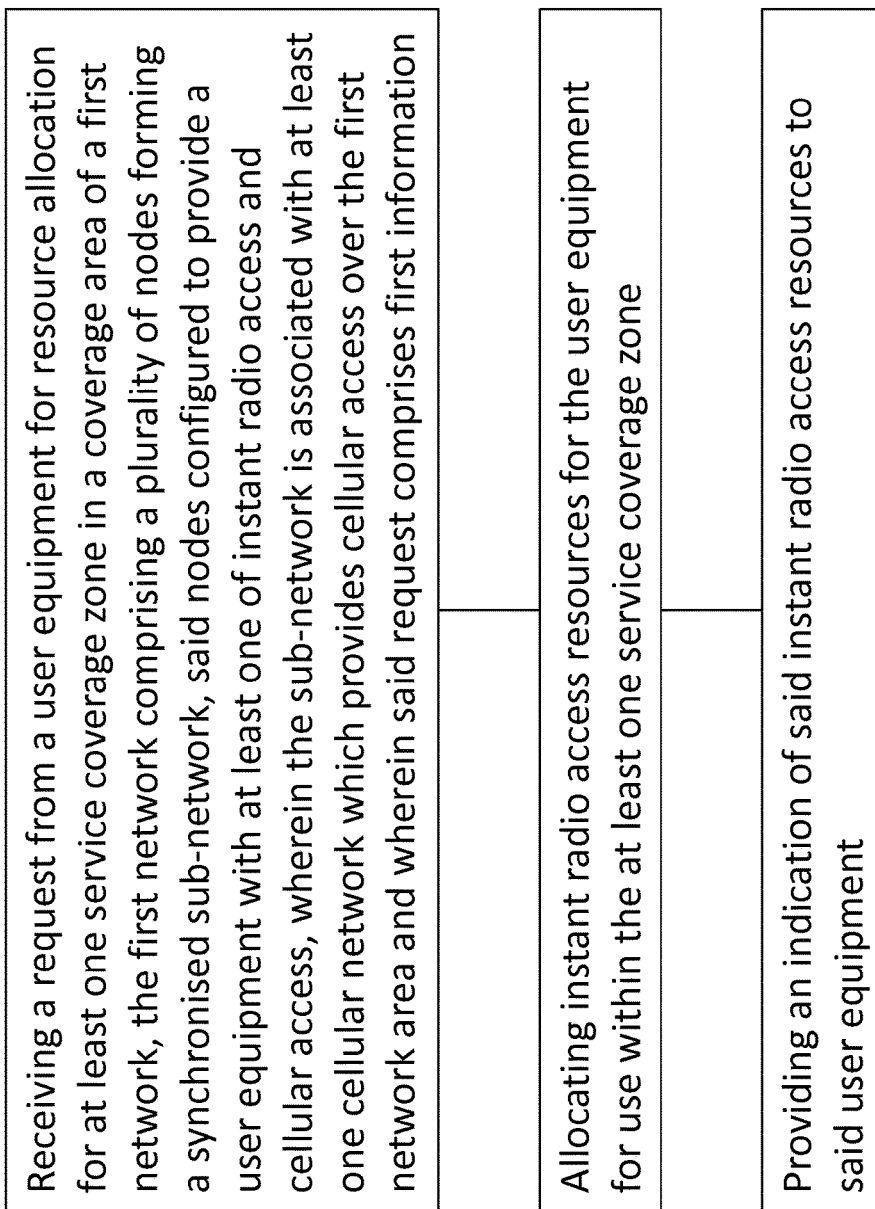 Receiving a request from a user equipment for resource allocation
for at least one service coverage zone in a coverage area of a first
network, the first network comprising a plurality of nodes forming
a synchronised sub-network, said nodes configured to provide a
user equipment with at least one of instant radio access and
cellular access, wherein the sub-network is associated with at least
one cellular network which provides cellular access over the first
network area and wherein said request comprises first information
Allocating instant radio access resources for the user equipment
for use within the at least one service coverage zone
Providing an indication of said instant radio access resources to
said user equipment